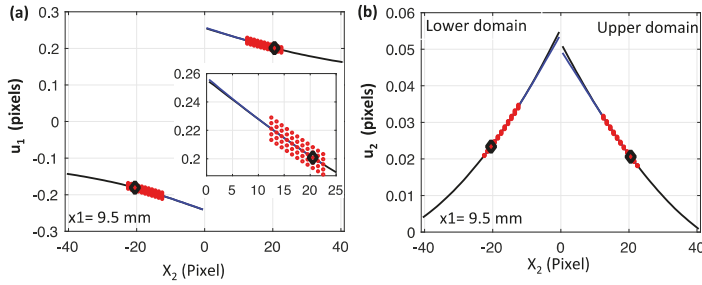 (a)
0.3
0.2
0.1
0
-0.1
-0.2
-0.3
u1 (pixels)
0.26
0.24
0.22
0.2
0 5 10 15 20 25
x1= 9.5 mm
-40 -20 0 20 40
X2 (Pixel)
(b)
Lower domain
Upper domain
0.06
0.05
0.04
0.03
0.02
0.01
0
u2 (pixels)
x1= 9.5 mm
-40 -20 0 20 40
X2 (Pixel)